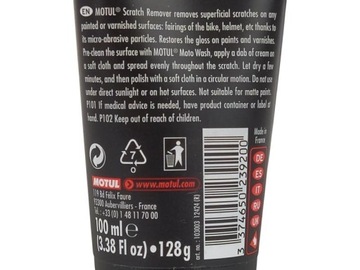 EN MOTUL® Scratch Remover removes superficial scratches on any
painted or varnished surfaces: fairings of the bike, helmet, etc thanks to
its micro-abrasive particles. Restores the gloss on paints and varnishes.
Pre-clean the surface with MOTUL® Moto Wash, apply a dab of cream on
a soft cloth and spread evenly throughout the scratch. Let dry a few
minutes, and then polish with a soft cloth in a circular motion. Do not use
under direct sunshine or on hot surfaces. Not suitable for matte paint.
P101 If medical advice is needed, have product container or label at
hand. P102 Keep out of reach of children.
7
MOTUL
www.motul.com
119 Bd Félix Faure
93300 Aubervilliers - France
Tel: +33 (0)1 48 11 70 00
100 ml
(3.38 fl oz) • 128g
art.: 103003
3 374650 239200
Made in
France
DE
ES
IT
RU
UK